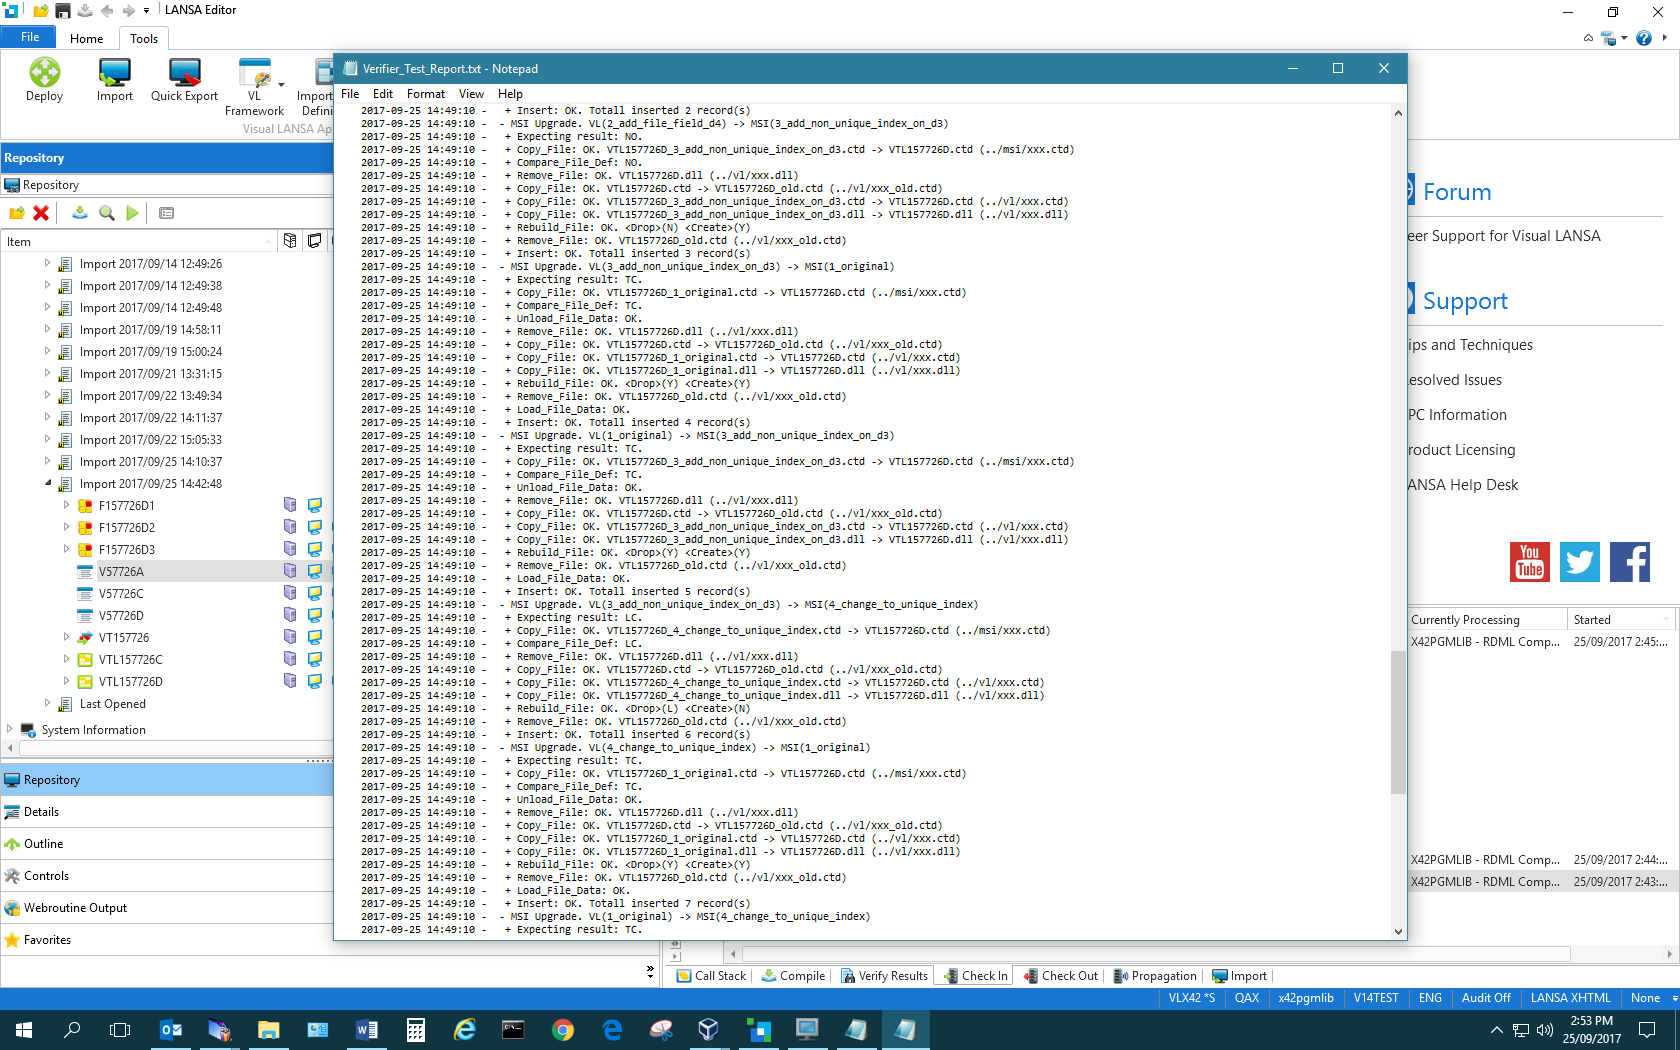 LANSA Editor
File
Home
Tools
Deploy
Import
Quick Export
VL
Framework
Import
Defini
Visual LANSA Ap
Repository
Repository
Item
Import 2017/09/14 12:49:26
Import 2017/09/14 12:49:38
Import 2017/09/14 12:49:48
Import 2017/09/19 14:58:11
Import 2017/09/19 15:00:24
Import 2017/09/21 13:31:15
Import 2017/09/22 13:49:34
Import 2017/09/22 14:11:37
Import 2017/09/22 15:05:33
Import 2017/09/25 14:10:37
Import 2017/09/25 14:42:48
F157726D1
F157726D2
F157726D3
V57726A
V57726C
V57726D
VT157726
VTL157726C
VTL157726D
Last Opened
System Information
Repository
Details
Outline
Controls
Webroutine Output
Favorites
Verifier_Test_Report.txt - Notepad
File Edit Format View Help
2017-09-25 14:49:10 -   + Insert: OK. Totall inserted 2 record(s)
2017-09-25 14:49:10 -  - MSI Upgrade. VL(2_add_file_field_d4) -> MSI(3_add_non_unique_index_on_d3)
2017-09-25 14:49:10 -   + Expecting result: NO.
2017-09-25 14:49:10 -   + Copy_File: OK. VTL157726D_3_add_non_unique_index_on_d3.ctd -> VTL157726D.ctd (../msi/xxx.ctd)
2017-09-25 14:49:10 -   + Compare_File_Def: NO.
2017-09-25 14:49:10 -   + Remove_File: OK. VTL157726D.dll (../vl/xxx.dll)
2017-09-25 14:49:10 -   + Copy_File: OK. VTL157726D.ctd -> VTL157726D_old.ctd (../vl/xxx_old.ctd)
2017-09-25 14:49:10 -   + Copy_File: OK. VTL157726D_3_add_non_unique_index_on_d3.ctd -> VTL157726D.ctd (../vl/xxx.ctd)
2017-09-25 14:49:10 -   + Copy_File: OK. VTL157726D_3_add_non_unique_index_on_d3.dll -> VTL157726D.dll (../vl/xxx.dll)
2017-09-25 14:49:10 -   + Rebuild_File: OK. <Drop>(N) <Create>(Y)
2017-09-25 14:49:10 -   + Remove_File: OK. VTL157726D_old.ctd (../vl/xxx_old.ctd)
2017-09-25 14:49:10 -   + Insert: OK. Totall inserted 3 record(s)
2017-09-25 14:49:10 -  - MSI Upgrade. VL(3_add_non_unique_index_on_d3) -> MSI(1_original)
2017-09-25 14:49:10 -   + Expecting result: TC.
2017-09-25 14:49:10 -   + Copy_File: OK. VTL157726D_1_original.ctd -> VTL157726D.ctd (../msi/xxx.ctd)
2017-09-25 14:49:10 -   + Compare_File_Def: TC.
2017-09-25 14:49:10 -   + Unload_File_Data: OK.
2017-09-25 14:49:10 -   + Remove_File: OK. VTL157726D.dll (../vl/xxx.dll)
2017-09-25 14:49:10 -   + Copy_File: OK. VTL157726D.ctd -> VTL157726D_old.ctd (../vl/xxx_old.ctd)
2017-09-25 14:49:10 -   + Copy_File: OK. VTL157726D_1_original.ctd -> VTL157726D.ctd (../vl/xxx.ctd)
2017-09-25 14:49:10 -   + Copy_File: OK. VTL157726D_1_original.dll -> VTL157726D.dll (../vl/xxx.dll)
2017-09-25 14:49:10 -   + Rebuild_File: OK. <Drop>(Y) <Create>(Y)
2017-09-25 14:49:10 -   + Remove_File: OK. VTL157726D_old.ctd (../vl/xxx_old.ctd)
2017-09-25 14:49:10 -   + Load_File_Data: OK.
2017-09-25 14:49:10 -   + Insert: OK. Totall inserted 4 record(s)
2017-09-25 14:49:10 -  - MSI Upgrade. VL(1_original) -> MSI(3_add_non_unique_index_on_d3)
2017-09-25 14:49:10 -   + Expecting result: TC.
2017-09-25 14:49:10 -   + Copy_File: OK. VTL157726D_3_add_non_unique_index_on_d3.ctd -> VTL157726D.ctd (../msi/xxx.ctd)
2017-09-25 14:49:10 -   + Compare_File_Def: TC.
2017-09-25 14:49:10 -   + Unload_File_Data: OK.
2017-09-25 14:49:10 -   + Remove_File: OK. VTL157726D.dll (../vl/xxx.dll)
2017-09-25 14:49:10 -   + Copy_File: OK. VTL157726D.ctd -> VTL157726D_old.ctd (../vl/xxx_old.ctd)
2017-09-25 14:49:10 -   + Copy_File: OK. VTL157726D_3_add_non_unique_index_on_d3.ctd -> VTL157726D.ctd (../vl/xxx.ctd)
2017-09-25 14:49:10 -   + Copy_File: OK. VTL157726D_3_add_non_unique_index_on_d3.dll -> VTL157726D.dll (../vl/xxx.dll)
2017-09-25 14:49:10 -   + Rebuild_File: OK. <Drop>(Y) <Create>(Y)
2017-09-25 14:49:10 -   + Remove_File: OK. VTL157726D_old.ctd (../vl/xxx_old.ctd)
2017-09-25 14:49:10 -   + Load_File_Data: OK.
2017-09-25 14:49:10 -   + Insert: OK. Totall inserted 5 record(s)
2017-09-25 14:49:10 -  - MSI Upgrade. VL(3_add_non_unique_index_on_d3) -> MSI(4_change_to_unique_index)
2017-09-25 14:49:10 -   + Expecting result: LC.
2017-09-25 14:49:10 -   + Copy_File: OK. VTL157726D_4_change_to_unique_index.ctd -> VTL157726D.ctd (../msi/xxx.ctd)
2017-09-25 14:49:10 -   + Compare_File_Def: LC.
2017-09-25 14:49:10 -   + Remove_File: OK. VTL157726D.dll (../vl/xxx.dll)
2017-09-25 14:49:10 -   + Copy_File: OK. VTL157726D.ctd -> VTL157726D_old.ctd (../vl/xxx_old.ctd)
2017-09-25 14:49:10 -   + Copy_File: OK. VTL157726D_4_change_to_unique_index.ctd -> VTL157726D.ctd (../vl/xxx.ctd)
2017-09-25 14:49:10 -   + Copy_File: OK. VTL157726D_4_change_to_unique_index.dll -> VTL157726D.dll (../vl/xxx.dll)
2017-09-25 14:49:10 -   + Rebuild_File: OK. <Drop>(L) <Create>(N)
2017-09-25 14:49:10 -   + Remove_File: OK. VTL157726D_old.ctd (../vl/xxx_old.ctd)
2017-09-25 14:49:10 -   + Insert: OK. Totall inserted 6 record(s)
2017-09-25 14:49:10 -  - MSI Upgrade. VL(4_change_to_unique_index) -> MSI(1_original)
2017-09-25 14:49:10 -   + Expecting result: TC.
2017-09-25 14:49:10 -   + Copy_File: OK. VTL157726D_1_original.ctd -> VTL157726D.ctd (../msi/xxx.ctd)
2017-09-25 14:49:10 -   + Compare_File_Def: TC.
2017-09-25 14:49:10 -   + Unload_File_Data: OK.
2017-09-25 14:49:10 -   + Remove_File: OK. VTL157726D.dll (../vl/xxx.dll)
2017-09-25 14:49:10 -   + Copy_File: OK. VTL157726D.ctd -> VTL157726D_old.ctd (../vl/xxx_old.ctd)
2017-09-25 14:49:10 -   + Copy_File: OK. VTL157726D_1_original.ctd -> VTL157726D.ctd (../vl/xxx.ctd)
2017-09-25 14:49:10 -   + Copy_File: OK. VTL157726D_1_original.dll -> VTL157726D.dll (../vl/xxx.dll)
2017-09-25 14:49:10 -   + Rebuild_File: OK. <Drop>(Y) <Create>(Y)
2017-09-25 14:49:10 -   + Remove_File: OK. VTL157726D_old.ctd (../vl/xxx_old.ctd)
2017-09-25 14:49:10 -   + Load_File_Data: OK.
2017-09-25 14:49:10 -   + Insert: OK. Totall inserted 7 record(s)
2017-09-25 14:49:10 -  - MSI Upgrade. VL(1_original) -> MSI(4_change_to_unique_index)
2017-09-25 14:49:10 -   + Expecting result: TC.
Forum
eer Support for Visual LANSA
Support
ips and Techniques
esolved Issues
PC Information
roduct Licensing
ANSA Help Desk
You
Tube
Currently Processing Started
X42PGMLIB - RDML Comp... 25/09/2017 2:45:...
X42PGMLIB - RDML Comp... 25/09/2017 2:44:...
X42PGMLIB - RDML Comp... 25/09/2017 2:43:...
Call Stack Compile Verify Results Check In Check Out Propagation Import
VLX42 *S QAX x42pgmlib V14TEST ENG Audit Off LANSA XHTML None
2:53 PM
25/09/2017